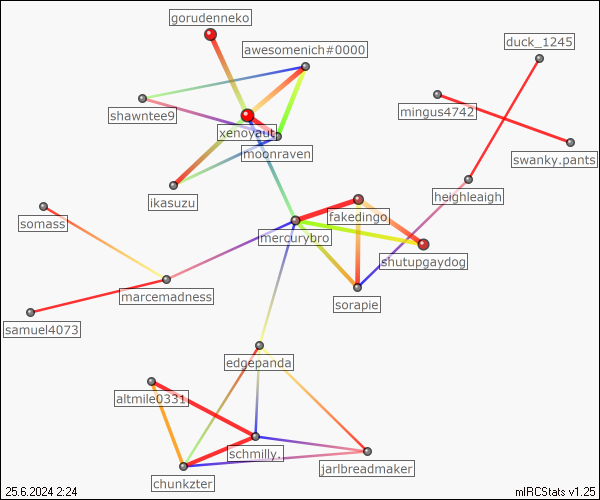 gorudenneko
duck_1245
awesomenich#0000
mingus4742
shawntee9
xenoyaut
moonraven
swanky.pants
heighleaigh
ikasuzu
somass
fakedingo
mercurybro
shutupgaydog
marcemadness
sorapie
samuel4073
edgepanda
altmile0331
schmilly.
jarlbreadmaker
chunkzter
25.6.2024 2:24
mIRCStats v1.25